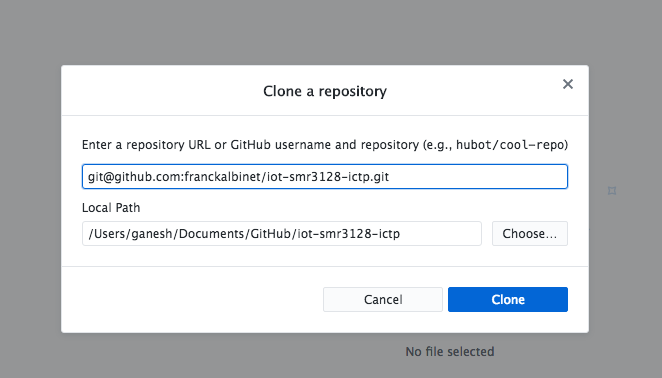 Clone a repository
Enter a repository URL or GitHub username and repository (e.g., hubot/cool-repo)
git@github.com:franckalbinet/iot-smr3128-ictp.git
Local Path
/Users/ganesh/Documents/GitHub/iot-smr3128-ictp
Choose...
Cancel
Clone
No file selected